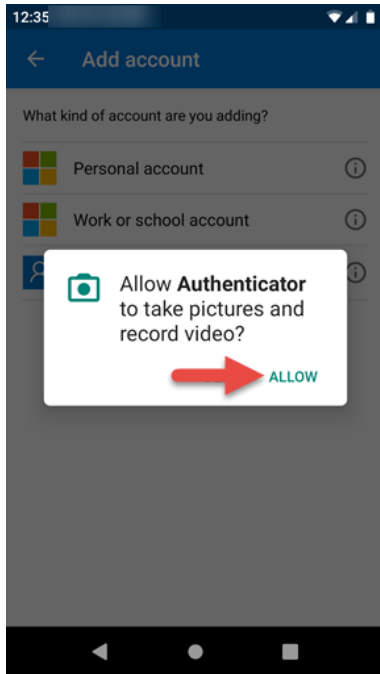 12:35
Add account
What kind of account are you adding?
Personal account
Work or school account
Allow Authenticator
to take pictures and
record video?
ALLOW